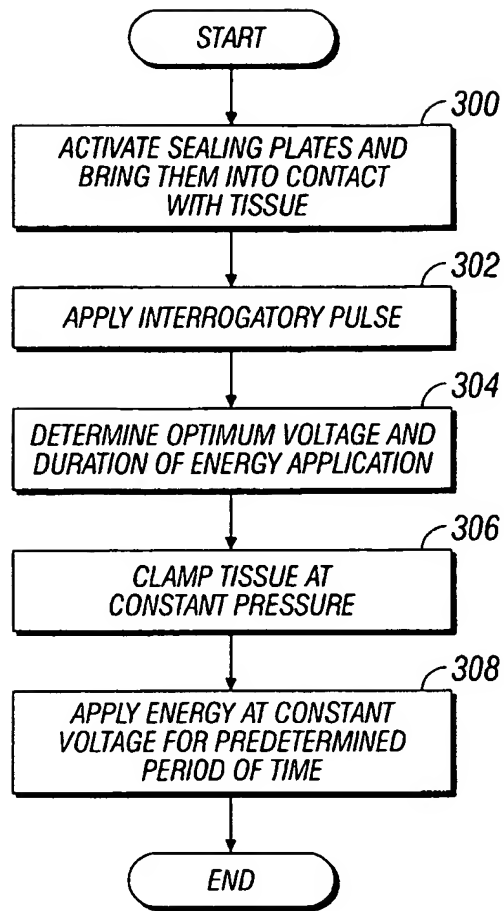 START
300
ACTIVATE SEALING PLATES AND
BRING THEM INTO CONTACT
WITH TISSUE
302
APPLY INTERROGATORY PULSE
304
DETERMINE OPTIMUM VOLTAGE AND
DURATION OF ENERGY APPLICATION
306
CLAMP TISSUE AT
CONSTANT PRESSURE
308
APPLY ENERGY AT CONSTANT
VOLTAGE FOR PREDETERMINED
PERIOD OF TIME
END